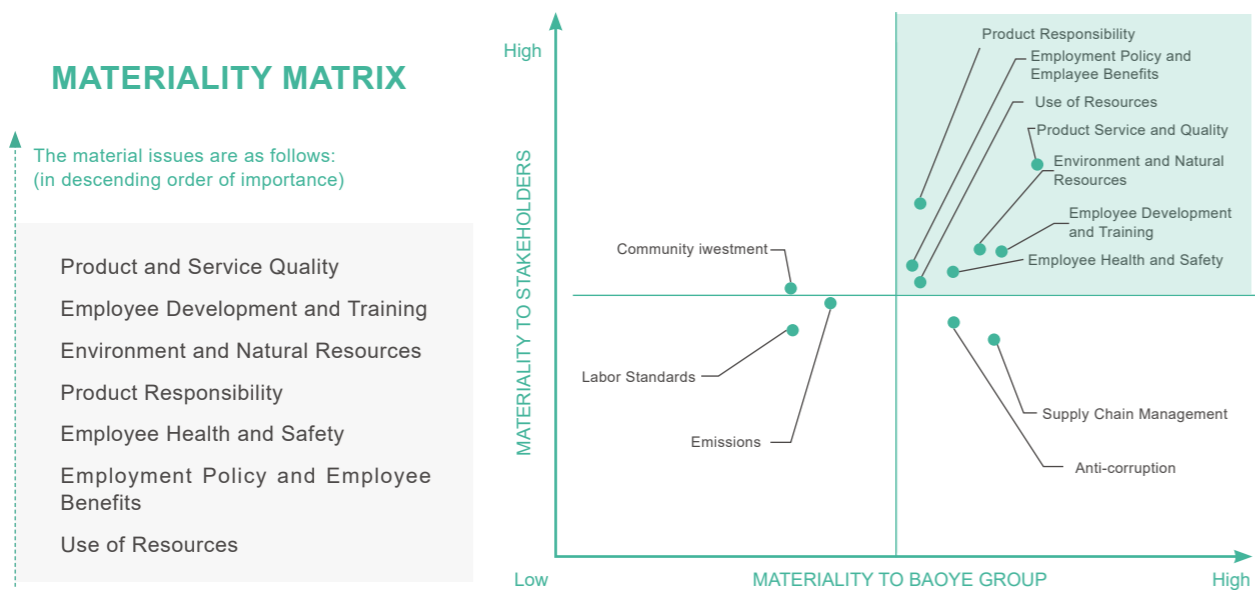 MATERIALITY MATRIX
The material issues are as follows:
(in descending order of importance)
Product and Service Quality
Employee Development and Training
Environment and Natural Resources
Product Responsibility
Employee Health and Safety
Employment Policy and Employee
Benefits
Use of Resources
High
MATERIALITY TO STAKEHOLDERS
Product Responsibility
Employment Policy and
Emplayee Benefits
Use of Resources
Product Service and Quality
Environment and Natural
Resources
Employee Development
and Training
Employee Health and Safety
Community iwestment
Labor Standards
Emissions
Supply Chain Management
Anti-corruption
Low
MATERIALITY TO BAOYE GROUP
High